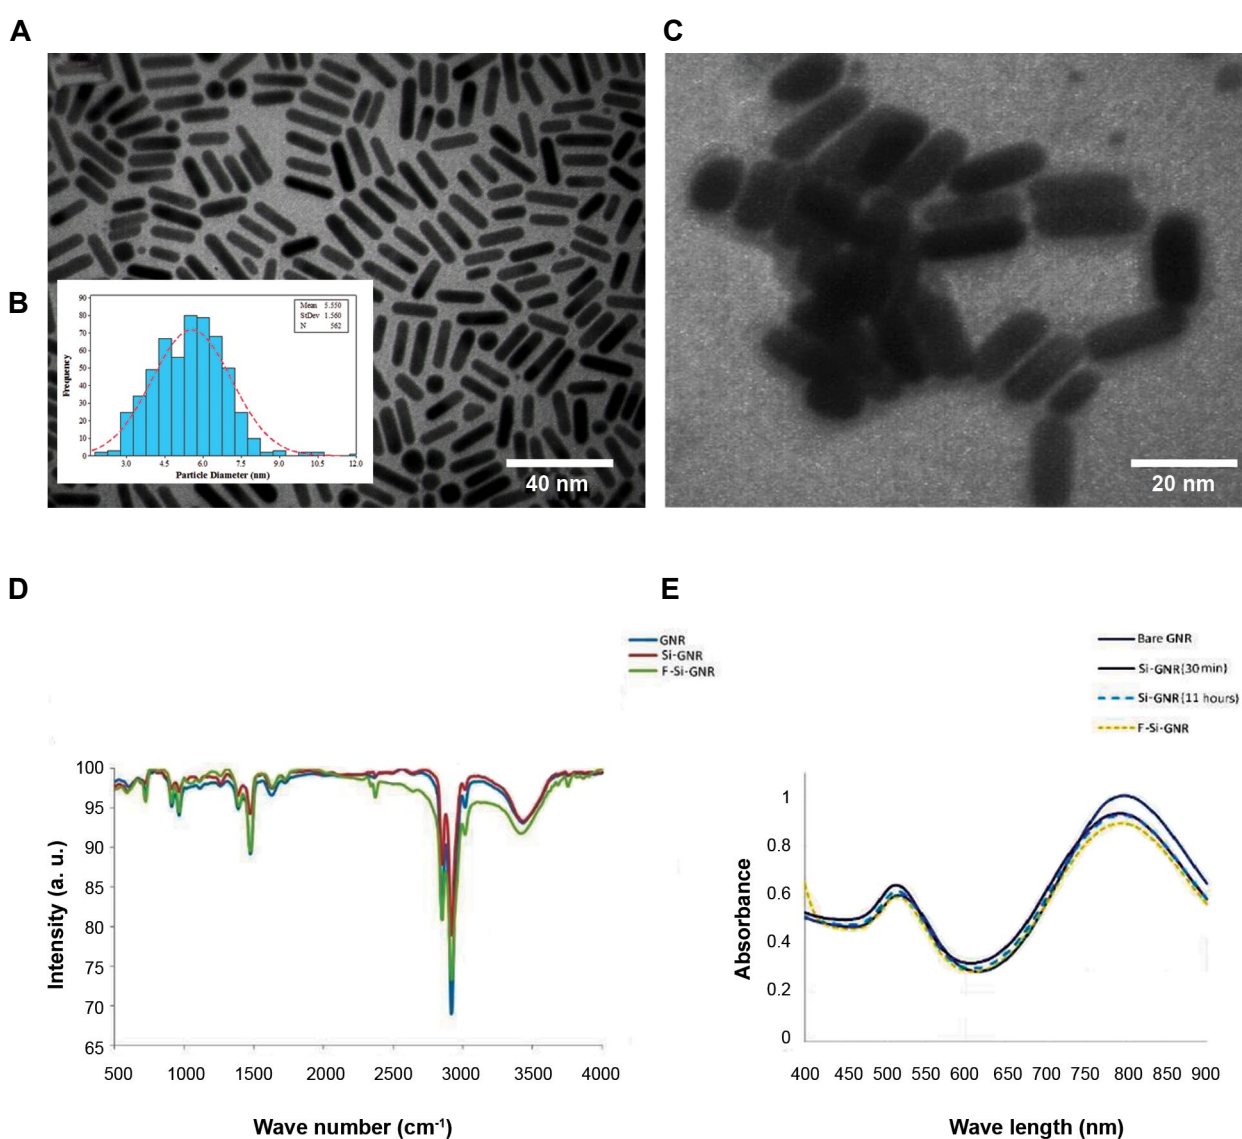 A
C
B
90
80
70
60
50
40
30
20
10
0
Frequency
Mean 5.550
StDev 1.560
N 562
3.0 4.5 6.0 7.5 9.0 10.5 12.0
Particle Diameter (nm)
40 nm
20 nm
D
GNR
Si-GNR
F-Si-GNR
100
95
90
85
80
75
70
65
Intensity (a. u.)
500 1000 1500 2000 2500 3000 3500 4000
Wave number (cm-1)
E
Bare GNR
Si-GNR(30 min)
Si-GNR(11 hours)
F-Si-GNR
1
0.8
0.6
0.4
0.2
0
Absorbance
400 450 500 600 650 700 750 800 850 900
Wave length (nm)